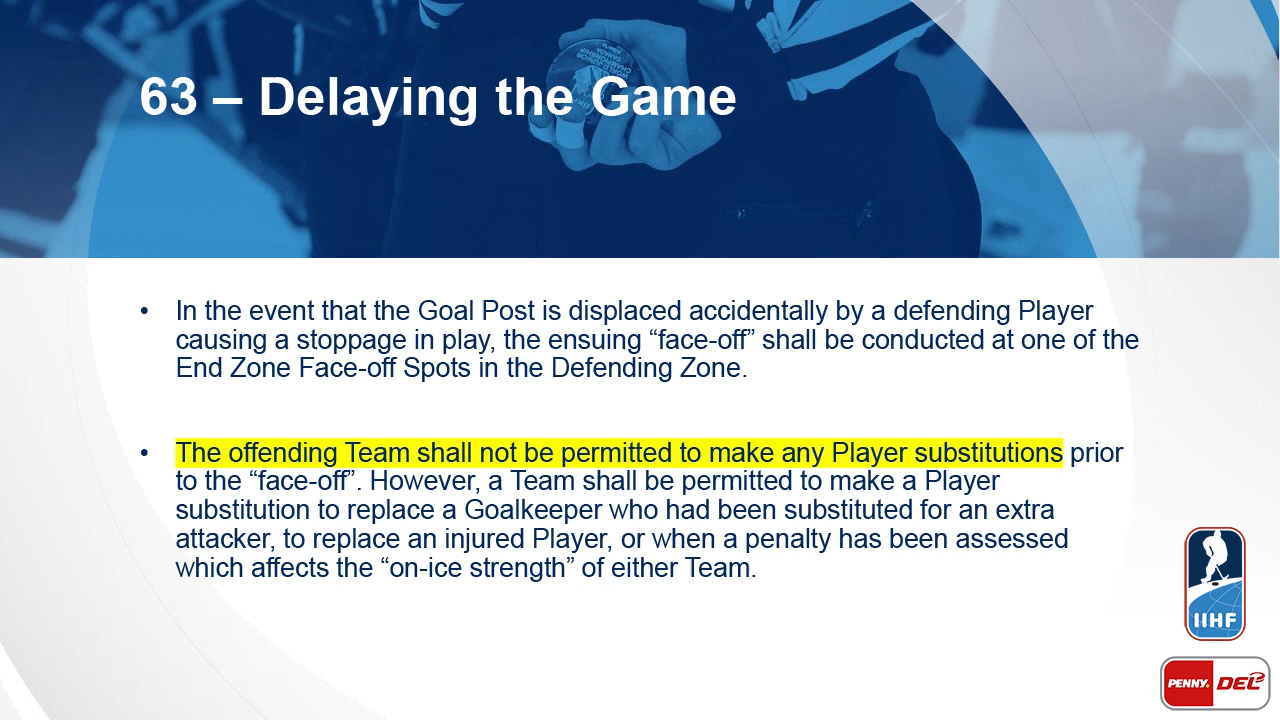 63 – Delaying the Game
WORLD JUNIOR
CHAMPIONSHIP
CANADA
• In the event that the Goal Post is displaced accidentally by a defending Player
causing a stoppage in play, the ensuing “face-off” shall be conducted at one of the
End Zone Face-off Spots in the Defending Zone.
• The offending Team shall not be permitted to make any Player substitutions prior
to the “face-off”. However, a Team shall be permitted to make a Player
substitution to replace a Goalkeeper who had been substituted for an extra
attacker, to replace an injured Player, or when a penalty has been assessed
which affects the “on-ice strength” of either Team.
IIHF
PENNY. DEL